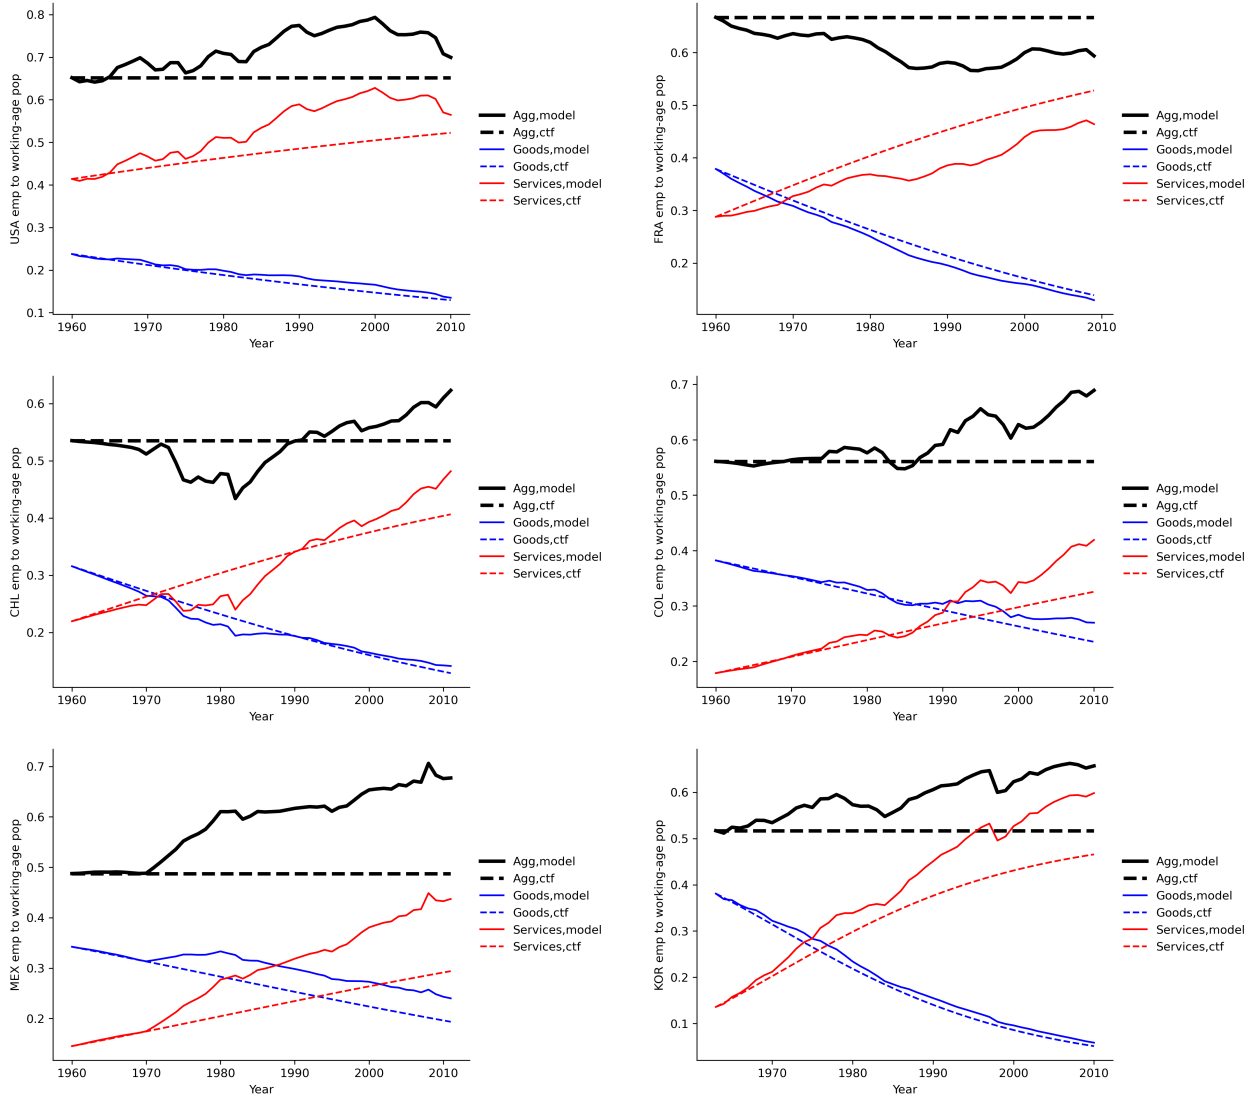 USA emp to working-age pop
0.8
0.7
0.6
0.5
0.4
0.3
0.2
0.1
1960 1970 1980 1990 2000 2010
Year
Agg,model
Agg,ctf
Goods,model
Goods,ctf
Services,model
Services,ctf
FRA emp to working-age pop
0.6
0.5
0.4
0.3
0.2
1960 1970 1980 1990 2000 2010
Year
Agg,model
Agg,ctf
Goods,model
Goods,ctf
Services,model
Services,ctf
CHL emp to working-age pop
0.6
0.5
0.4
0.3
0.2
1960 1970 1980 1990 2000 2010
Year
Agg,model
Agg,ctf
Goods,model
Goods,ctf
Services,model
Services,ctf
COL emp to working-age pop
0.7
0.6
0.5
0.4
0.3
0.2
1960 1970 1980 1990 2000 2010
Year
Agg,model
Agg,ctf
Goods,model
Goods,ctf
Services,model
Services,ctf
MEX emp to working-age pop
0.7
0.6
0.5
0.4
0.3
0.2
1960 1970 1980 1990 2000 2010
Year
Agg,model
Agg,ctf
Goods,model
Goods,ctf
Services,model
Services,ctf
KOR emp to working-age pop
0.6
0.5
0.4
0.3
0.2
0.1
1970 1980 1990 2000 2010
Year
Agg,model
Agg,ctf
Goods,model
Goods,ctf
Services,model
Services,ctf